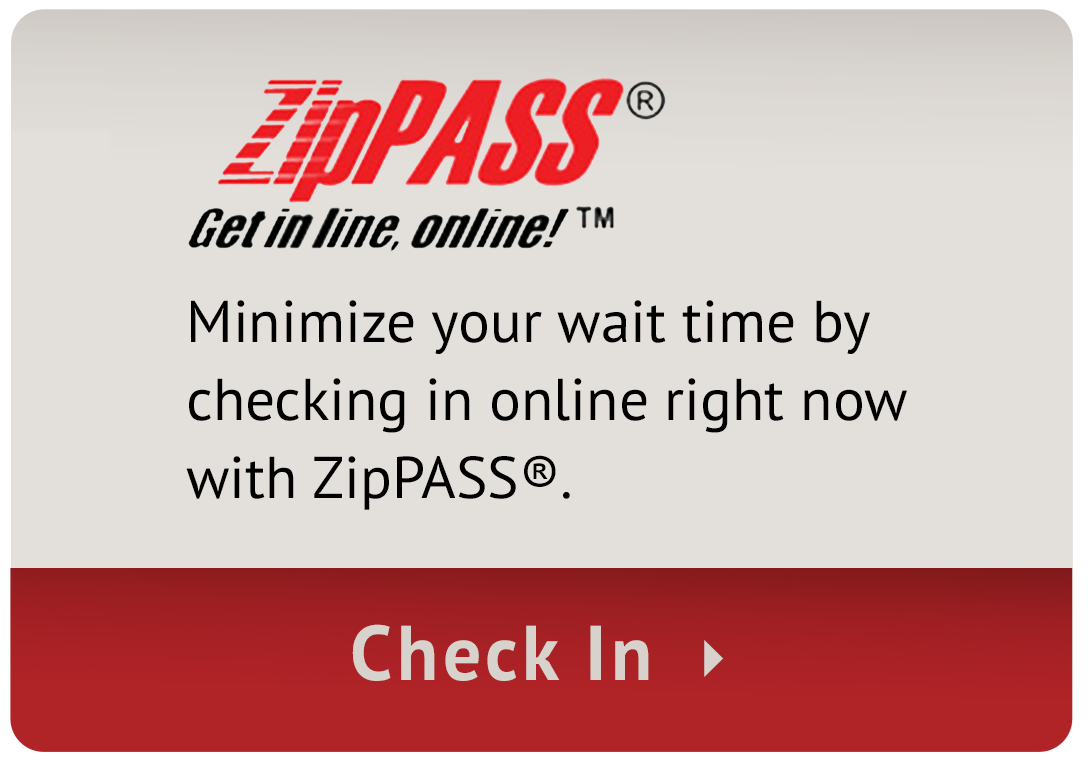 ZipPASS®
Get in line, online! ™
Minimize your wait time by
checking in online right now
with ZipPASS®.
Check In